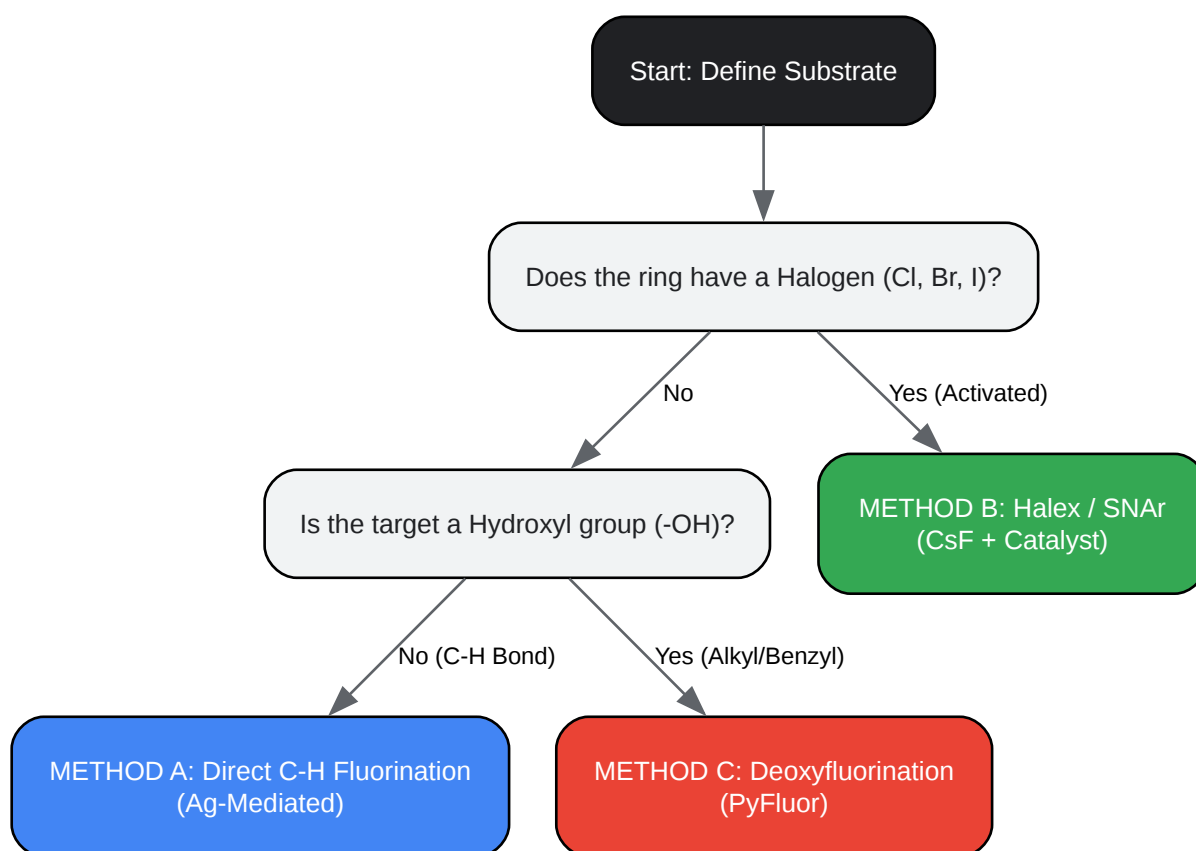 Start: Define Substrate
Does the ring have a Halogen (Cl, Br, I)?
No
Yes (Activated)
Is the target a Hydroxyl group (-OH)?
METHOD B: Halex / SNAr
(CsF + Catalyst)
No (C-H Bond)
Yes (Alkyl/Benzyl)
METHOD A: Direct C-H Fluorination
(Ag-Mediated)
METHOD C: Deoxyfluorination
(PyFluor)